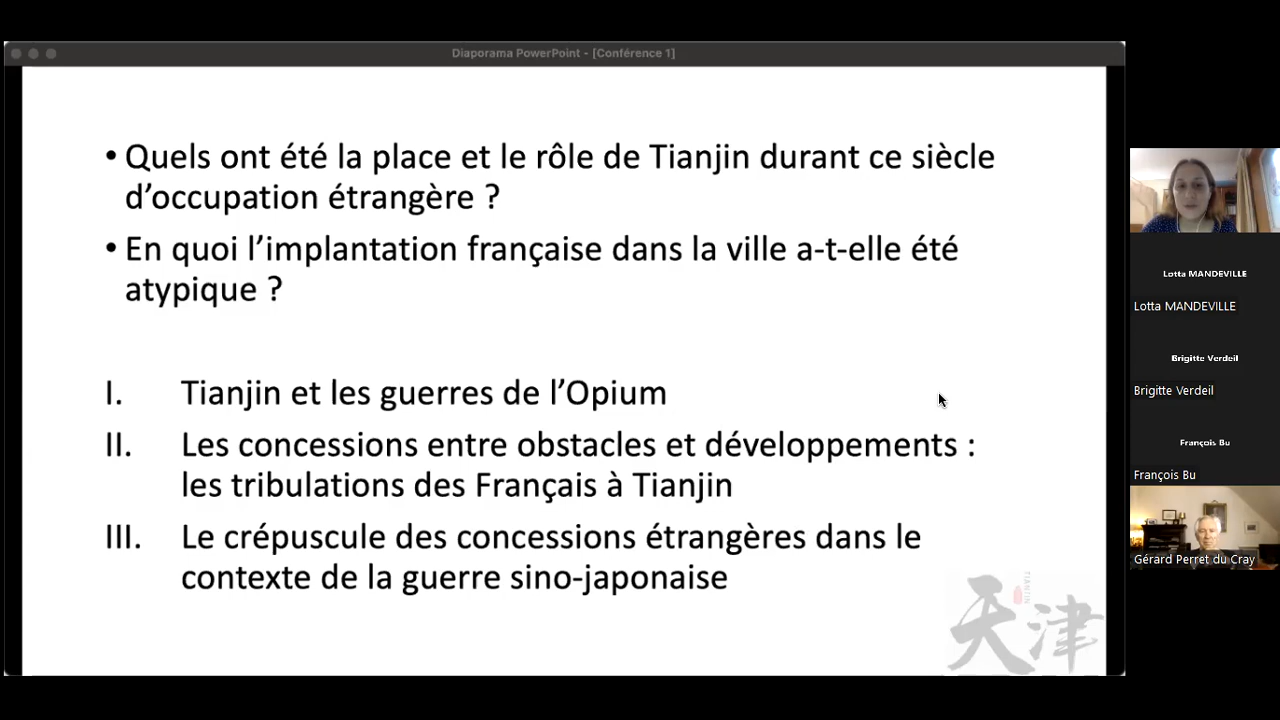 Diaporama PowerPoint - [Conférence 1]
• Quels ont été la place et le rôle de Tianjin durant ce siècle
d’occupation étrangère ?
• En quoi l’implantation française dans la ville a-t-elle été
atypique ?
I. Tianjin et les guerres de l’Opium
II. Les concessions entre obstacles et développements :
les tribulations des Français à Tianjin
III. Le crépuscule des concessions étrangères dans le
contexte de la guerre sino-japonaise
天津
TIANJIN
Lotta MANDEVILLE
Lotta MANDEVILLE
Brigitte Verdeil
Brigitte Verdeil
François Bu
François Bu
Gérard Perret du Cray